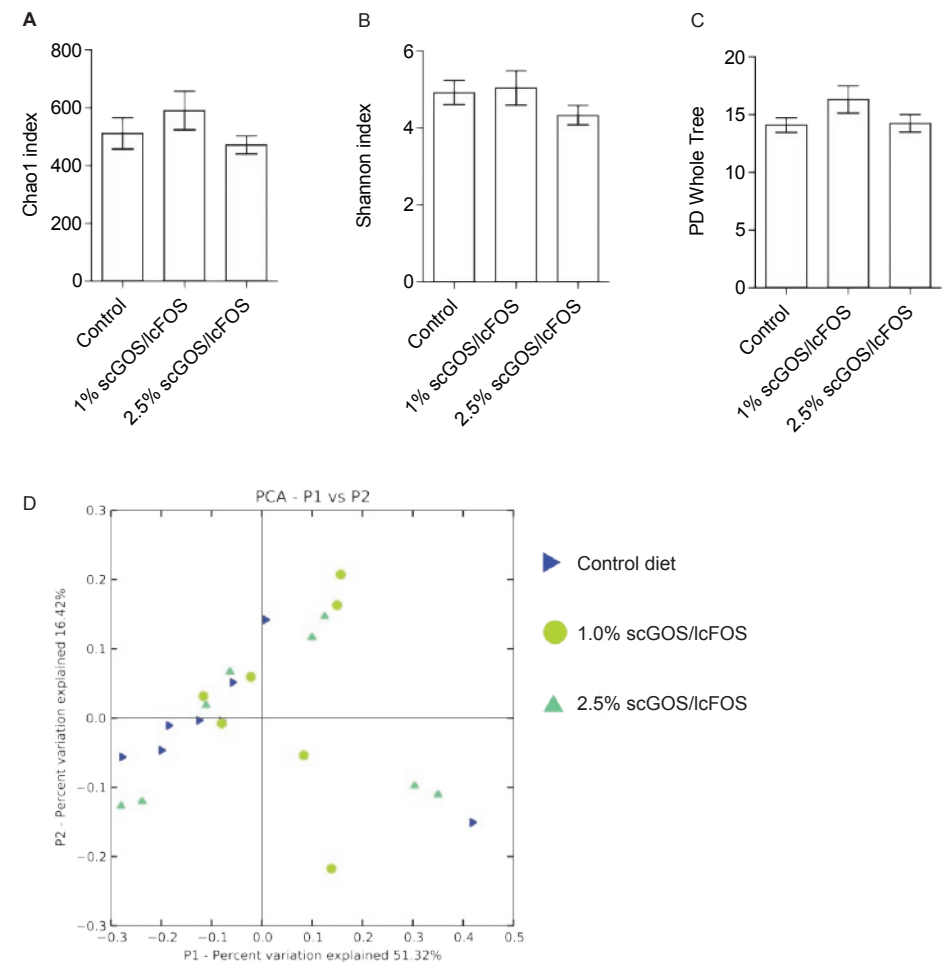 A
B
C
800
600
400
200
0
Chao1 index
Control
1% scGOS/lcFOS
2.5% scGOS/lcFOS
6
4
2
0
Shannon index
Control
1% scGOS/lcFOS
2.5% scGOS/lcFOS
20
15
10
5
0
PD Whole Tree
Control
1% scGOS/lcFOS
2.5% scGOS/lcFOS
D
PCA - P1 vs P2
0.3
0.2
0.1
0.0
−0.1
−0.2
−0.3
P2 - Percent variation explained 16.42%
−0.3 −0.2 −0.1 0.0 0.1 0.2 0.3 0.4 0.5
P1 - Percent variation explained 51.32%
Control diet
1.0% scGOS/lcFOS
2.5% scGOS/lcFOS